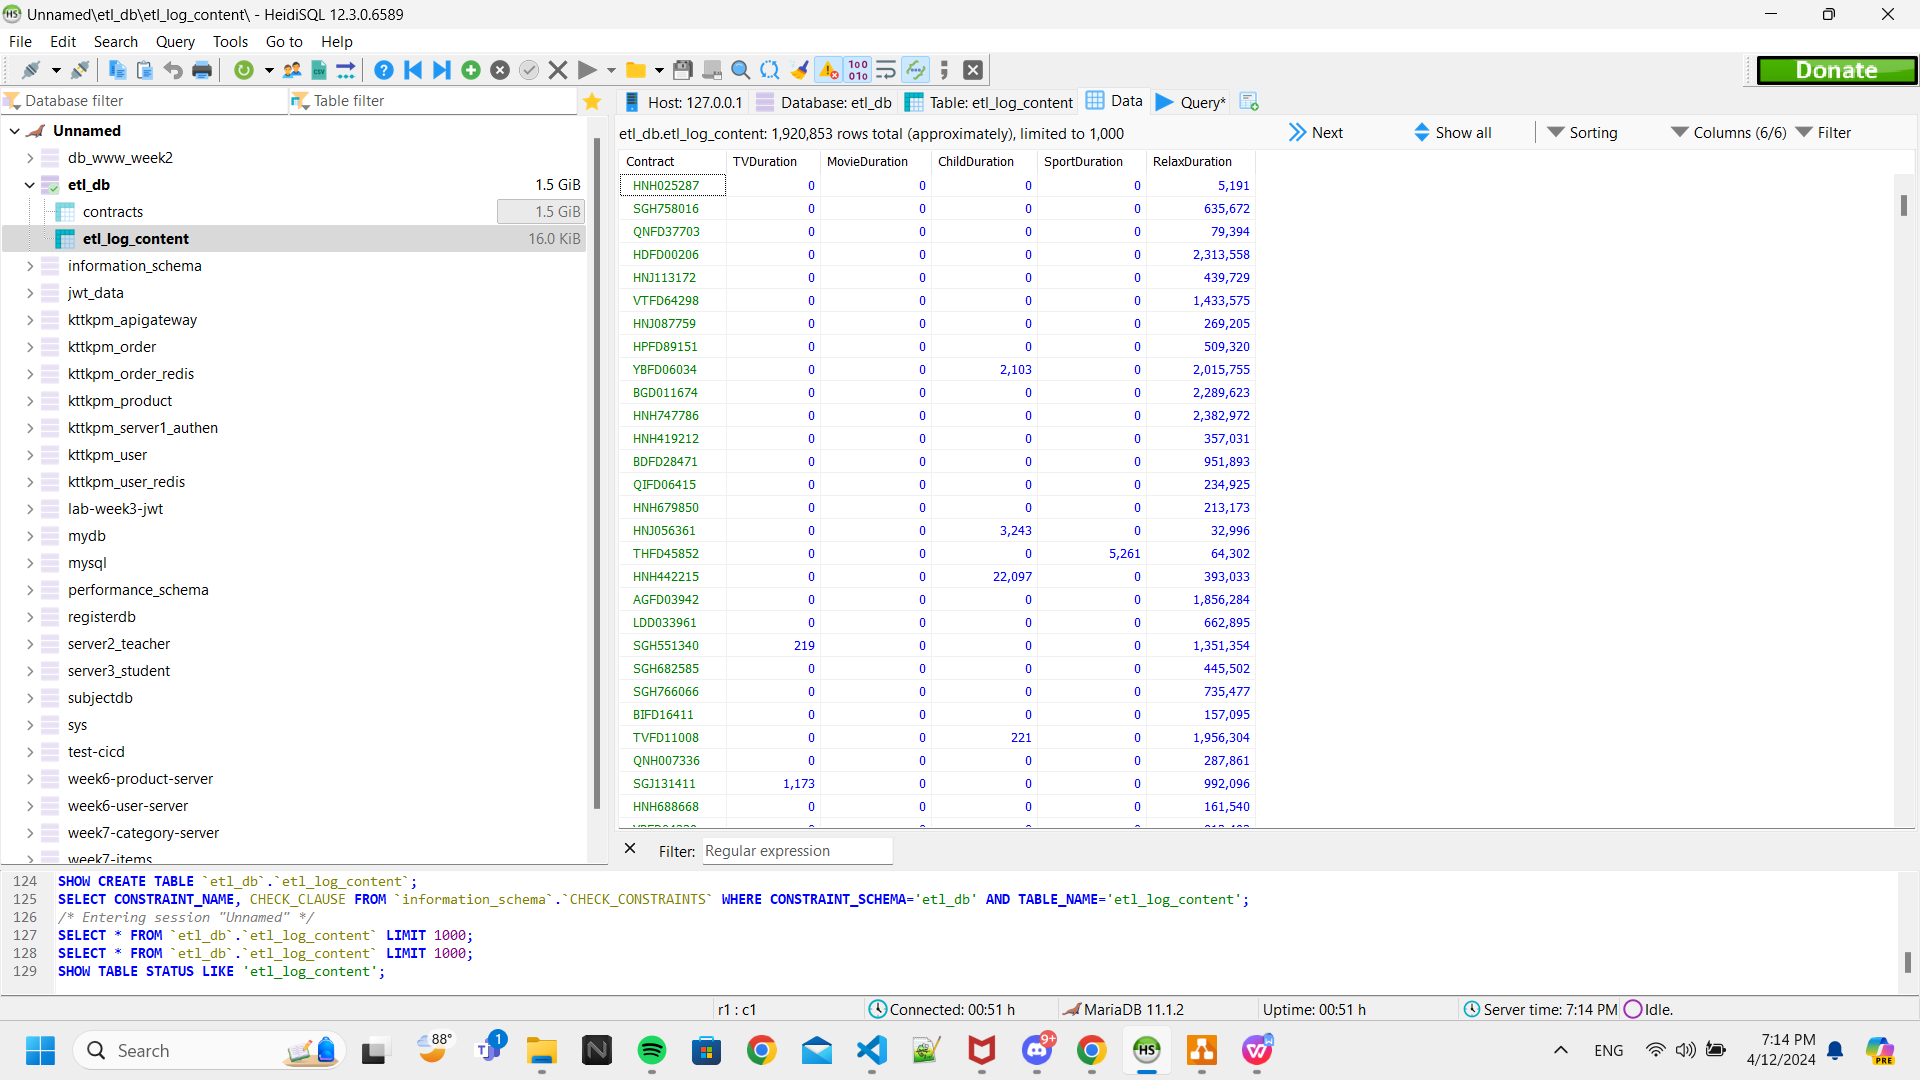 Unnamed\etl_db\etl_log_content\ - HeidiSQL 12.3.0.6589
File Edit Search Query Tools Go to Help
Donate
Database filter
Table filter
Host: 127.0.0.1 Database: etl_db Table: etl_log_content Data Query*
Unnamed
db_www_week2
etl_db 1.5 GiB
contracts 1.5 GiB
etl_log_content 16.0 KiB
information_schema
jwt_data
kttkpm_apigateway
kttkpm_order
kttkpm_order_redis
kttkpm_product
kttkpm_server1_authen
kttkpm_user
kttkpm_user_redis
lab-week3-jwt
mydb
mysql
performance_schema
registerdb
server2_teacher
server3_student
subjectdb
sys
test-cicd
week6-product-server
week6-user-server
week7-category-server
week7-items
etl_db.etl_log_content: 1,920,853 rows total (approximately), limited to 1,000
Next Show all Sorting Columns (6/6) Filter
Contract TVDuration MovieDuration ChildDuration SportDuration RelaxDuration
HNH025287 0 0 0 0 5,191
SGH758016 0 0 0 0 635,672
QNFD37703 0 0 0 0 79,394
HDFD00206 0 0 0 0 2,313,558
HNJ113172 0 0 0 0 439,729
VTFD64298 0 0 0 0 1,433,575
HNJ087759 0 0 0 0 269,205
HPFD89151 0 0 0 0 509,320
YBFD06034 0 0 2,103 0 2,015,755
BGD011674 0 0 0 0 2,289,623
HNH747786 0 0 0 0 2,382,972
HNH419212 0 0 0 0 357,031
BDFD28471 0 0 0 0 951,893
QIFD06415 0 0 0 0 234,925
HNH679850 0 0 0 0 213,173
HNJ056361 0 0 3,243 0 32,996
THFD45852 0 0 0 5,261 64,302
HNH442215 0 0 22,097 0 393,033
AGFD03942 0 0 0 0 1,856,284
LDD033961 0 0 0 0 662,895
SGH551340 219 0 0 0 1,351,354
SGH682585 0 0 0 0 445,502
SGH766066 0 0 0 0 735,477
BIFD16411 0 0 0 0 157,095
TVFD11008 0 0 221 0 1,956,304
QNH007336 0 0 0 0 287,861
SGJ131411 1,173 0 0 0 992,096
HNH688668 0 0 0 0 161,540
Filter: Regular expression
124 SHOW CREATE TABLE `etl_db`.`etl_log_content`;
125 SELECT CONSTRAINT_NAME, CHECK_CLAUSE FROM `information_schema`.`CHECK_CONSTRAINTS` WHERE CONSTRAINT_SCHEMA='etl_db' AND TABLE_NAME='etl_log_content';
126 /* Entering session "Unnamed" */
127 SELECT * FROM `etl_db`.`etl_log_content` LIMIT 1000;
128 SELECT * FROM `etl_db`.`etl_log_content` LIMIT 1000;
129 SHOW TABLE STATUS LIKE 'etl_log_content';
r1 : c1 Connected: 00:51 h MariaDB 11.1.2 Uptime: 00:51 h Server time: 7:14 PM Idle.
Search
88°
1
9+
ENG
7:14 PM
4/12/2024
PRE